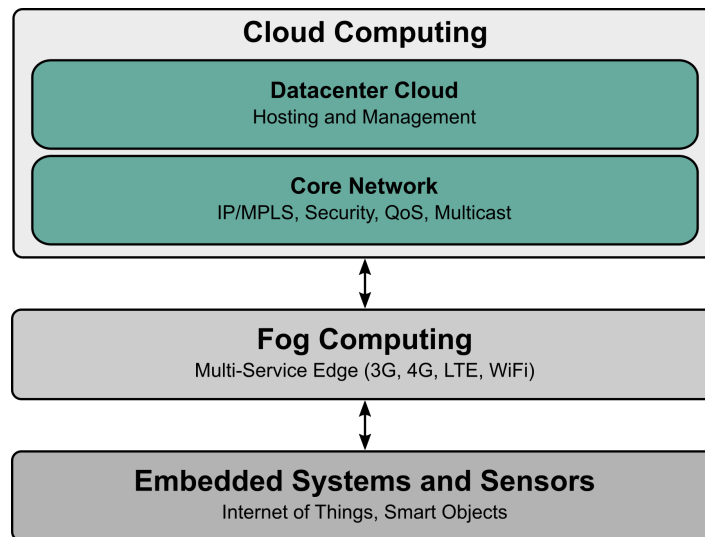 Cloud Computing
Datacenter Cloud
Hosting and Management
Core Network
IP/MPLS, Security, QoS, Multicast
Fog Computing
Multi-Service Edge (3G, 4G, LTE, WiFi)
Embedded Systems and Sensors
Internet of Things, Smart Objects